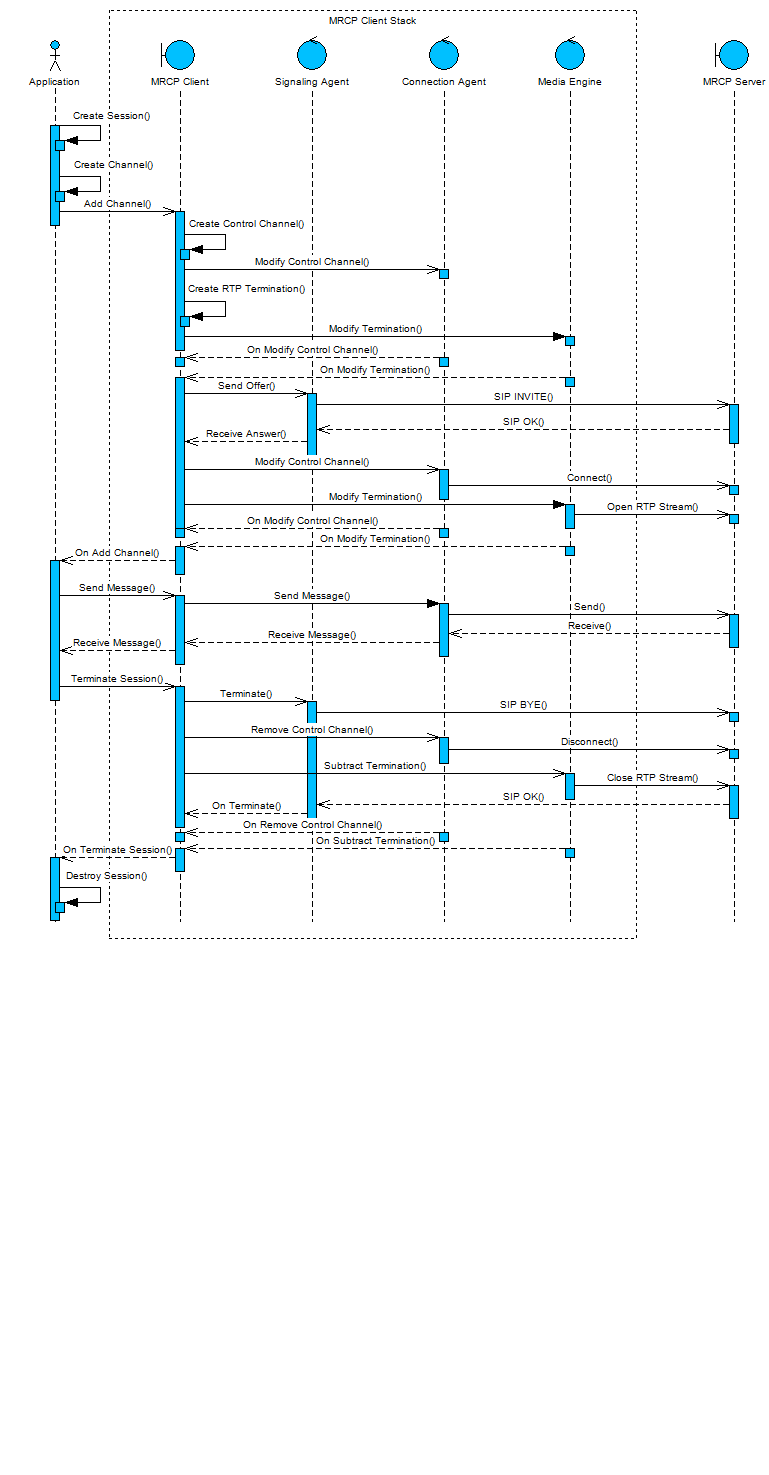 MRCP Client Stack
Application
MRCP Client
Signaling Agent
Connection Agent
Media Engine
MRCP Server
Create Session()
Create Channel()
Add Channel()
Create Control Channel()
Modify Control Channel()
Create RTP Termination()
Modify Termination()
On Modify Control Channel()
On Modify Termination()
Send Offer()
SIP INVITE()
SIP OK()
Receive Answer()
Modify Control Channel()
Connect()
Modify Termination()
Open RTP Stream()
On Modify Control Channel()
On Modify Termination()
On Add Channel()
Send Message()
Send Message()
Send()
Receive()
Receive Message()
Receive Message()
Terminate Session()
Terminate()
SIP BYE()
Remove Control Channel()
Disconnect()
Subtract Termination()
Close RTP Stream()
SIP OK()
On Terminate()
On Remove Control Channel()
On Subtract Termination()
On Terminate Session()
Destroy Session()